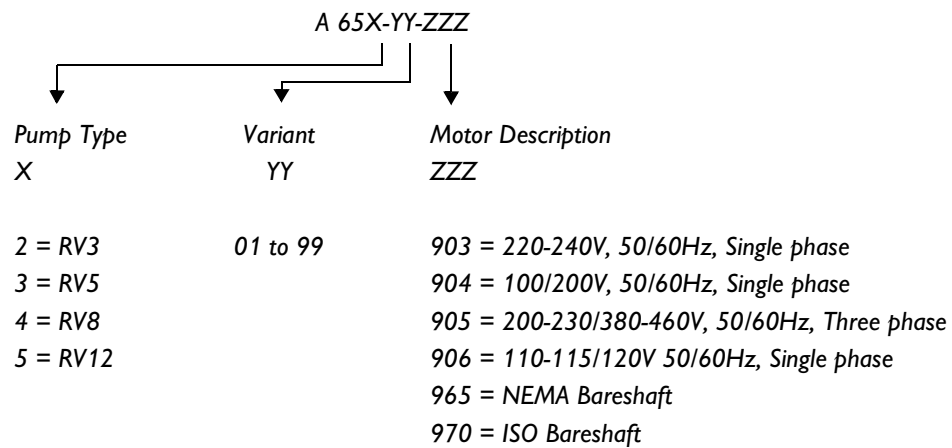 A 65X-YY-ZZZ
Pump Type Variant Motor Description
X YY ZZZ
2 = RV3 01 to 99 903 = 220-240V, 50/60Hz, Single phase
3 = RV5 904 = 100/200V, 50/60Hz, Single phase
4 = RV8 905 = 200-230/380-460V, 50/60Hz, Three phase
5 = RV12 906 = 110-115/120V 50/60Hz, Single phase
965 = NEMA Bareshaft
970 = ISO Bareshaft